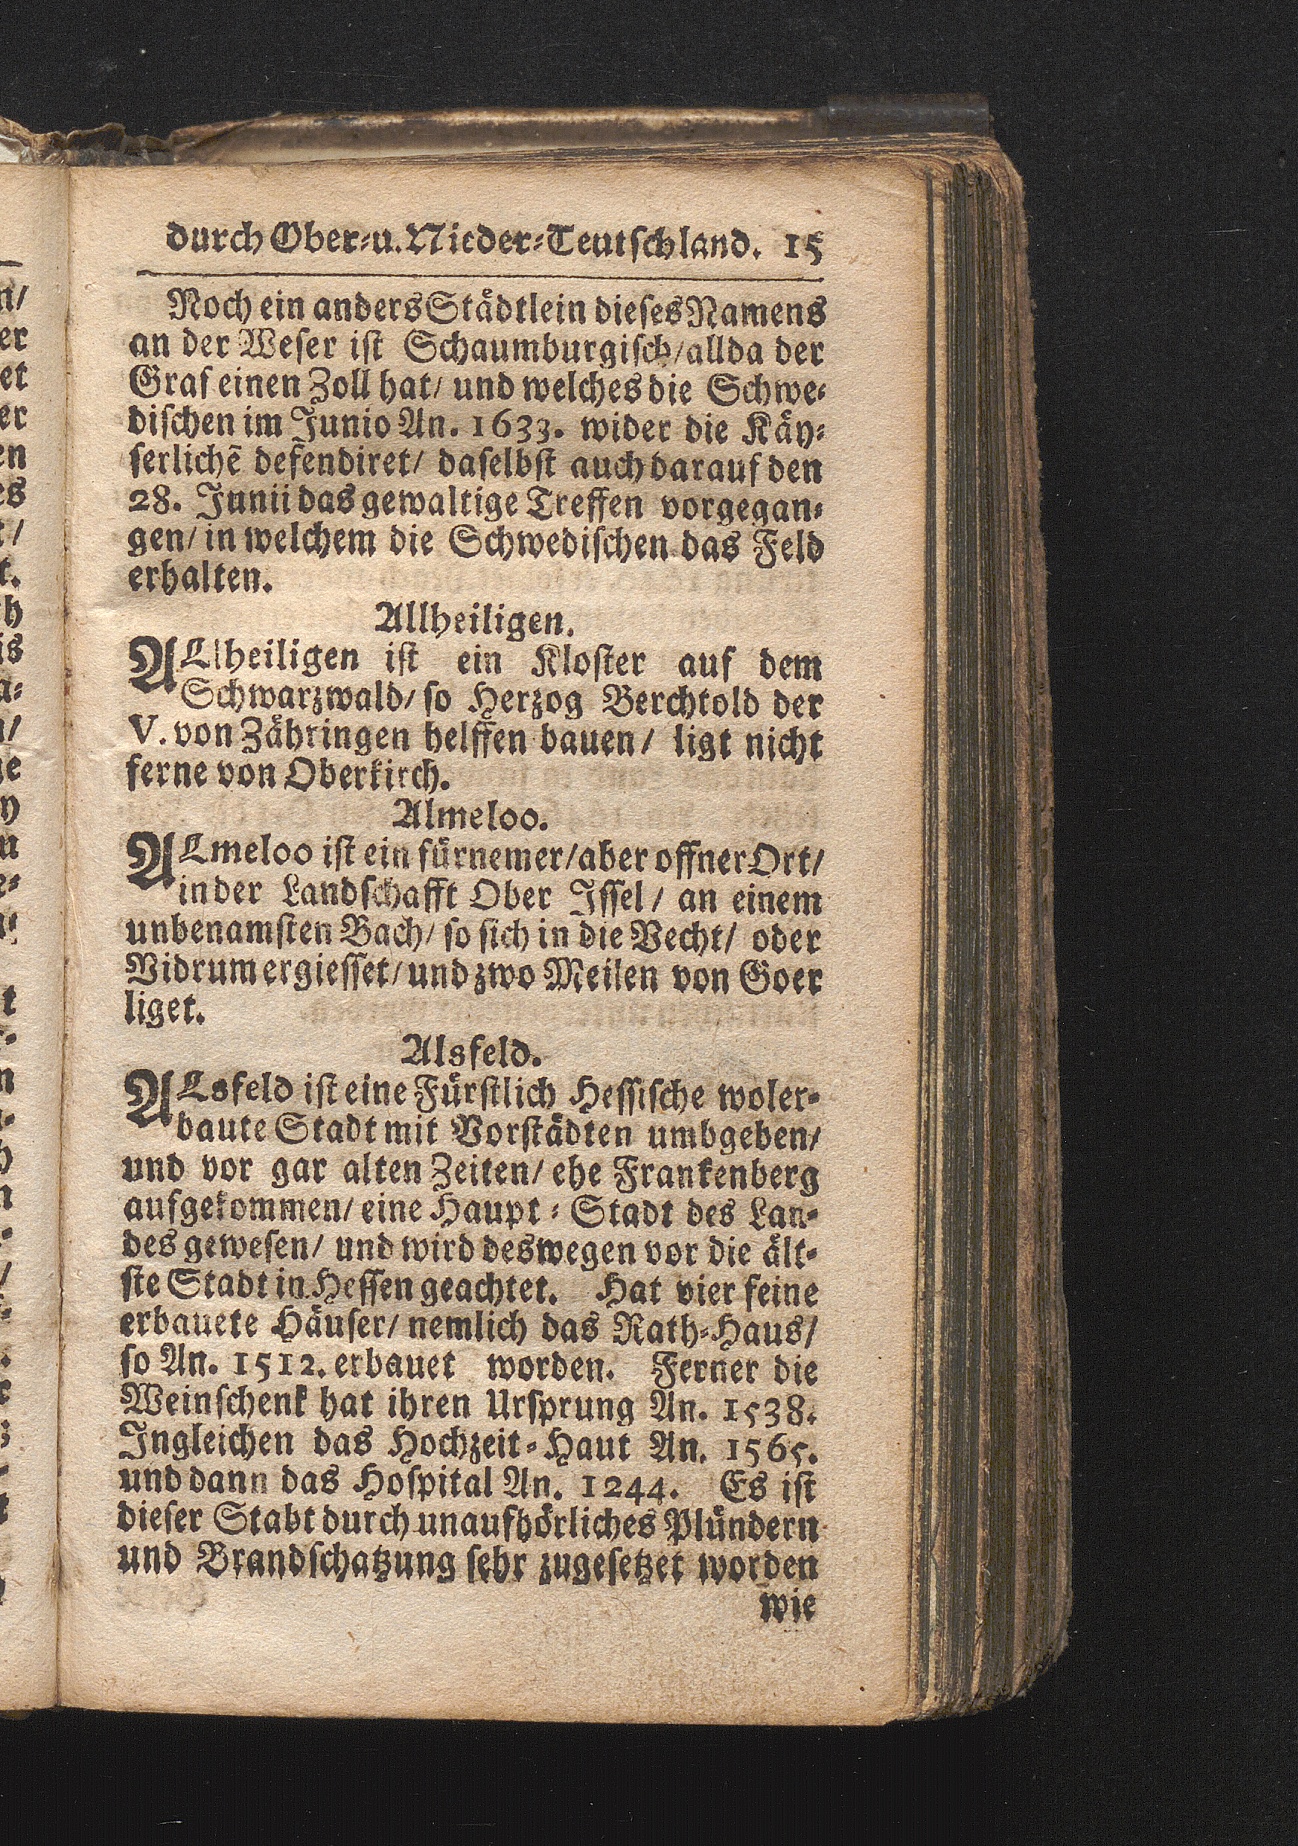 durch Ober-u. Nieder-Teutschland. 15
Noch ein anders Städtlein dieses Namens
an der Weser ist Schaumburgisch/allda der
Graf einen Zoll hat/ und welches die Schwe-
dischen im Junio An. 1633. wider die Käy-
serlichẽ defendiret/ daselbst auch darauf den
28. Junii das gewaltige Treffen vorgegan-
gen/ in welchem die Schwedischen das Feld
erhalten.
Allheiligen.
ALlheiligen ist ein Kloster auf dem
Schwarzwald/ so Herzog Berchtold der
V. von Zähringen helffen bauen/ ligt nicht
ferne von Oberkirch.
Almeloo.
ALmeloo ist ein fürnemer/aber offner Ort/
in der Landschafft Ober Jssel/ an einem
unbenamsten Bach/ so sich in die Vecht/ oder
Vidrum ergiesset/ und zwo Meilen von Goer
liget.
Alsfeld.
ALsfeld ist eine Fürstlich Hessische woler-
baute Stadt mit Vorstädten umbgeben/
und vor gar alten Zeiten/ ehe Frankenberg
aufgekommen/ eine Haupt-Stadt des Lan-
des gewesen/ und wird deswegen vor die ält-
ste Stadt in Hessen geachtet. Hat vier feine
erbauete Häuser/ nemlich das Rath-Haus/
so An. 1512. erbauet worden. Ferner die
Weinschenk hat ihren Ursprung An. 1538.
Ingleichen das Hochzeit-Haut An. 1565.
und dann das Hospital An. 1244. Es ist
dieser Stabt durch unaufhörliches Plündern
und Brandschatzung sehr zugesetzet worden
wie